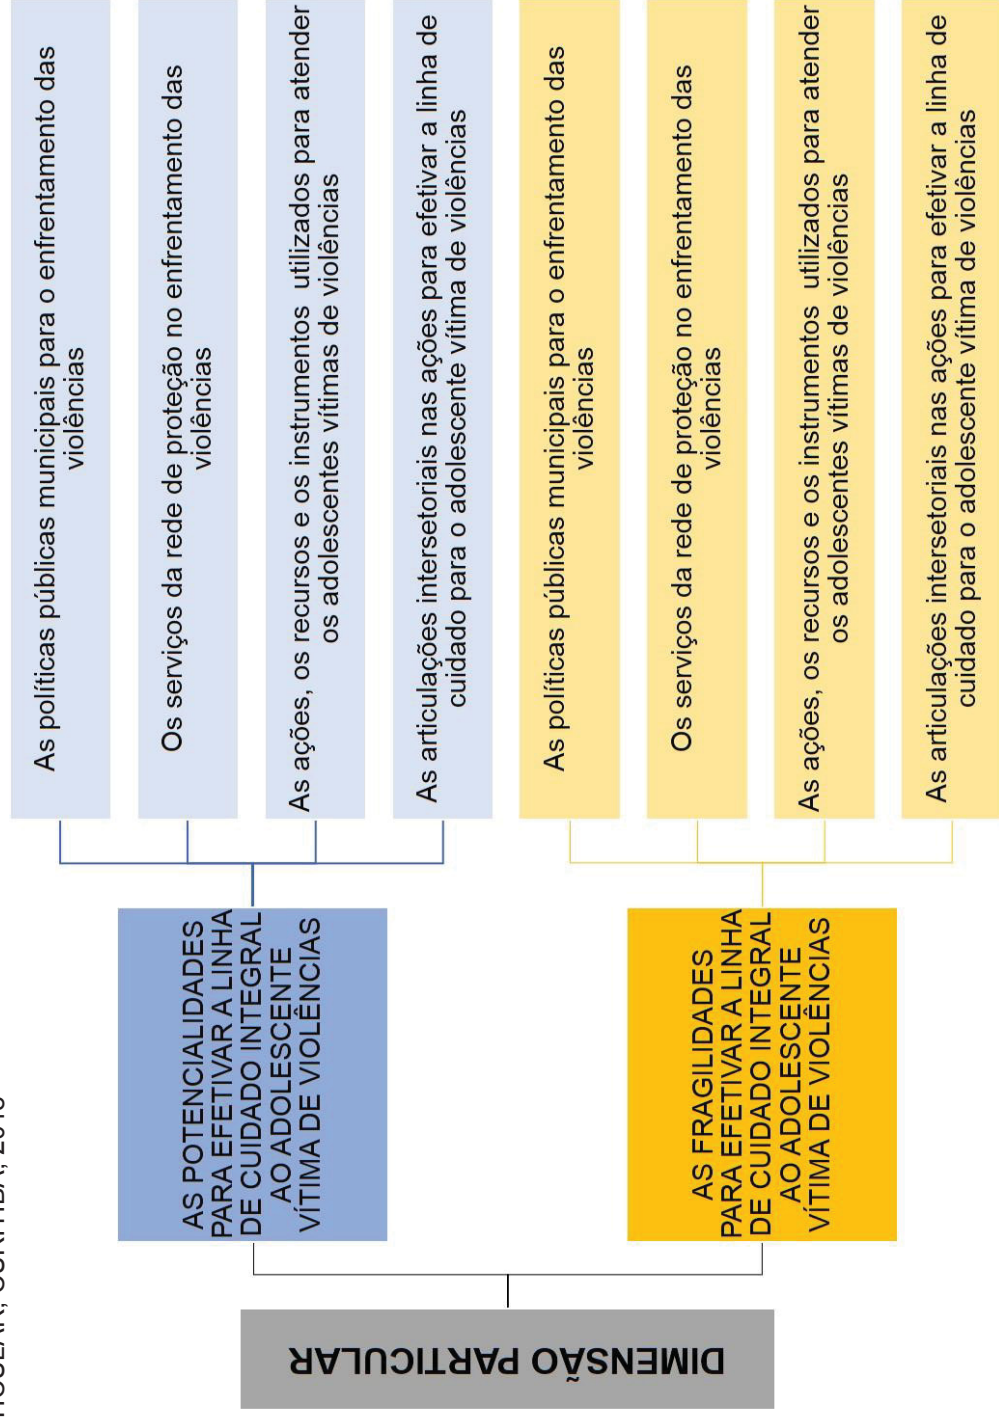 TICULAR, CURITIBA, 2018
DIMENSÃO PARTICULAR
AS POTENCIALIDADES
PARA EFETIVAR A LINHA
DE CUIDADO INTEGRAL
AO ADOLESCENTE
VÍTIMA DE VIOLÊNCIAS
As políticas públicas municipais para o enfrentamento das
violências
Os serviços da rede de proteção no enfrentamento das
violências
As ações, os recursos e os instrumentos utilizados para atender
os adolescentes vítimas de violências
As articulações intersetoriais nas ações para efetivar a linha de
cuidado para o adolescente vítima de violências
AS FRAGILIDADES
PARA EFETIVAR A LINHA
DE CUIDADO INTEGRAL
AO ADOLESCENTE
VÍTIMA DE VIOLÊNCIAS
As políticas públicas municipais para o enfrentamento das
violências
Os serviços da rede de proteção no enfrentamento das
violências
As ações, os recursos e os instrumentos utilizados para atender
os adolescentes vítimas de violências
As articulações intersetoriais nas ações para efetivar a linha de
cuidado para o adolescente vítima de violências